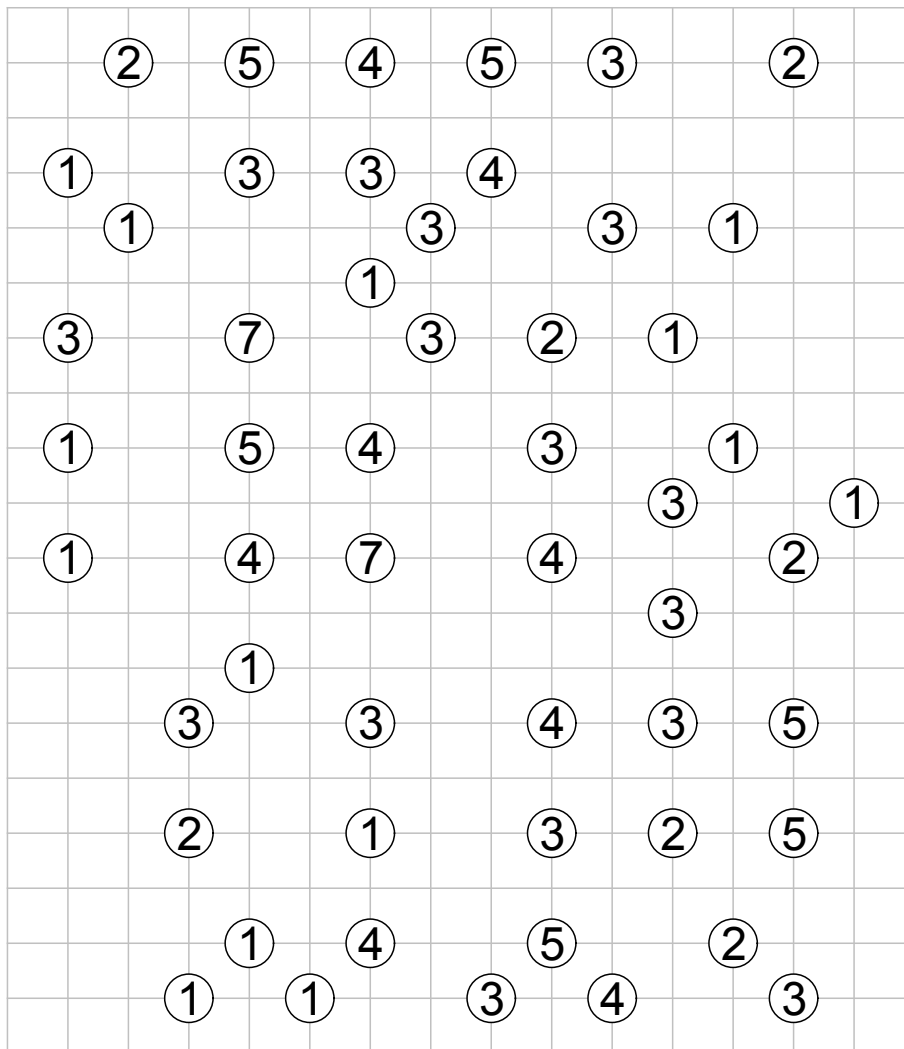 2 5 4 5 3 2
1 3 3 4
1 3 3 1
1
3 7 3 2 1
1 5 4 3 1
3 1
1 4 7 4 2
3
1
3 3 4 3 5
2 1 3 2 5
1 4 5 2
1 1 3 4 3